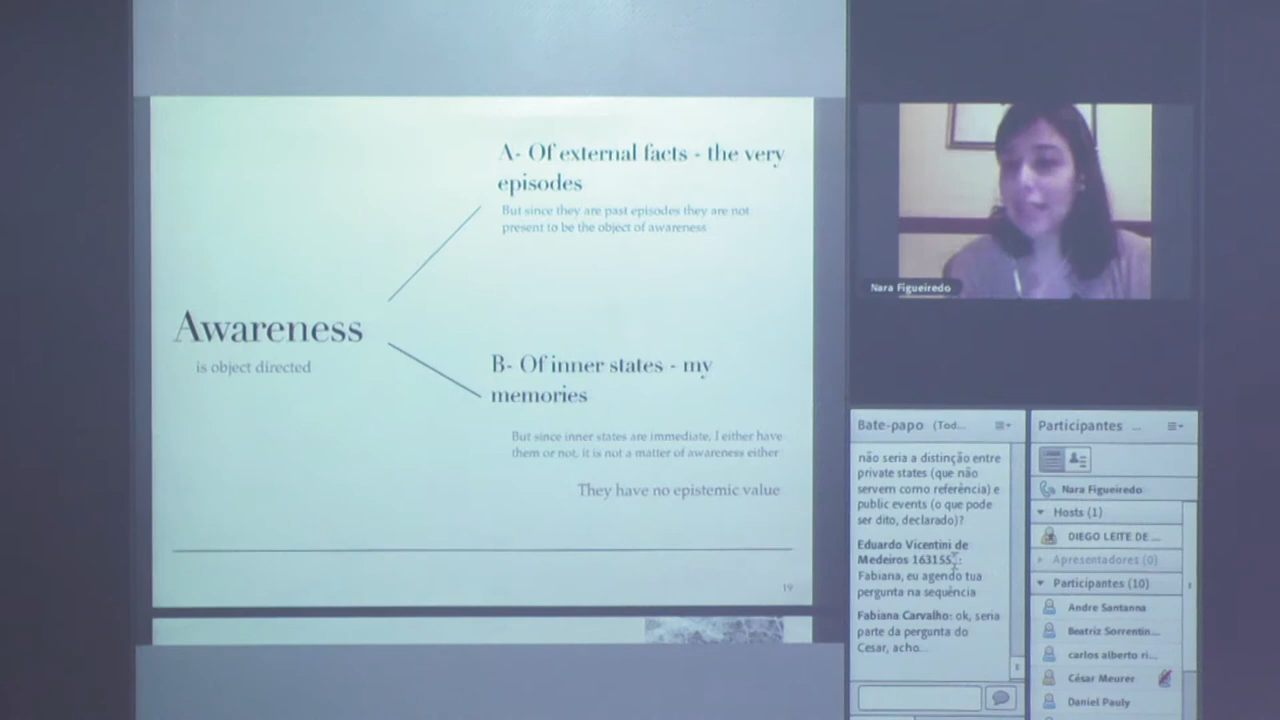 A- Of external facts - the very
episodes
But since they are past episodes they are not
present to be the object of awareness
Awareness
is object directed
B- Of inner states - my
memories
But since inner states are immediate, I either have
them or not, it is not a matter of awareness either
They have no epistemic value
19
Nara Figueiredo
Bate-papo (Tod...
não seria a distinção entre
private states (que não
servem como referência) e
public events (o que pode
ser dito, declarado)?
Eduardo Vicentini de
Medeiros
Fabiana, eu agendo tua
pergunta na sequência
Fabiana Carvalho: ok, seria
parte da pergunta do
Cesar, acho...
Participantes ...
Nara Figueiredo
Hosts (1)
DIEGO LEITE DE ...
Apresentadores (0)
Participantes (10)
Andre Santanna
Beatriz Sorrentin...
carlos alberto ri...
César Meurer
Daniel Pauly